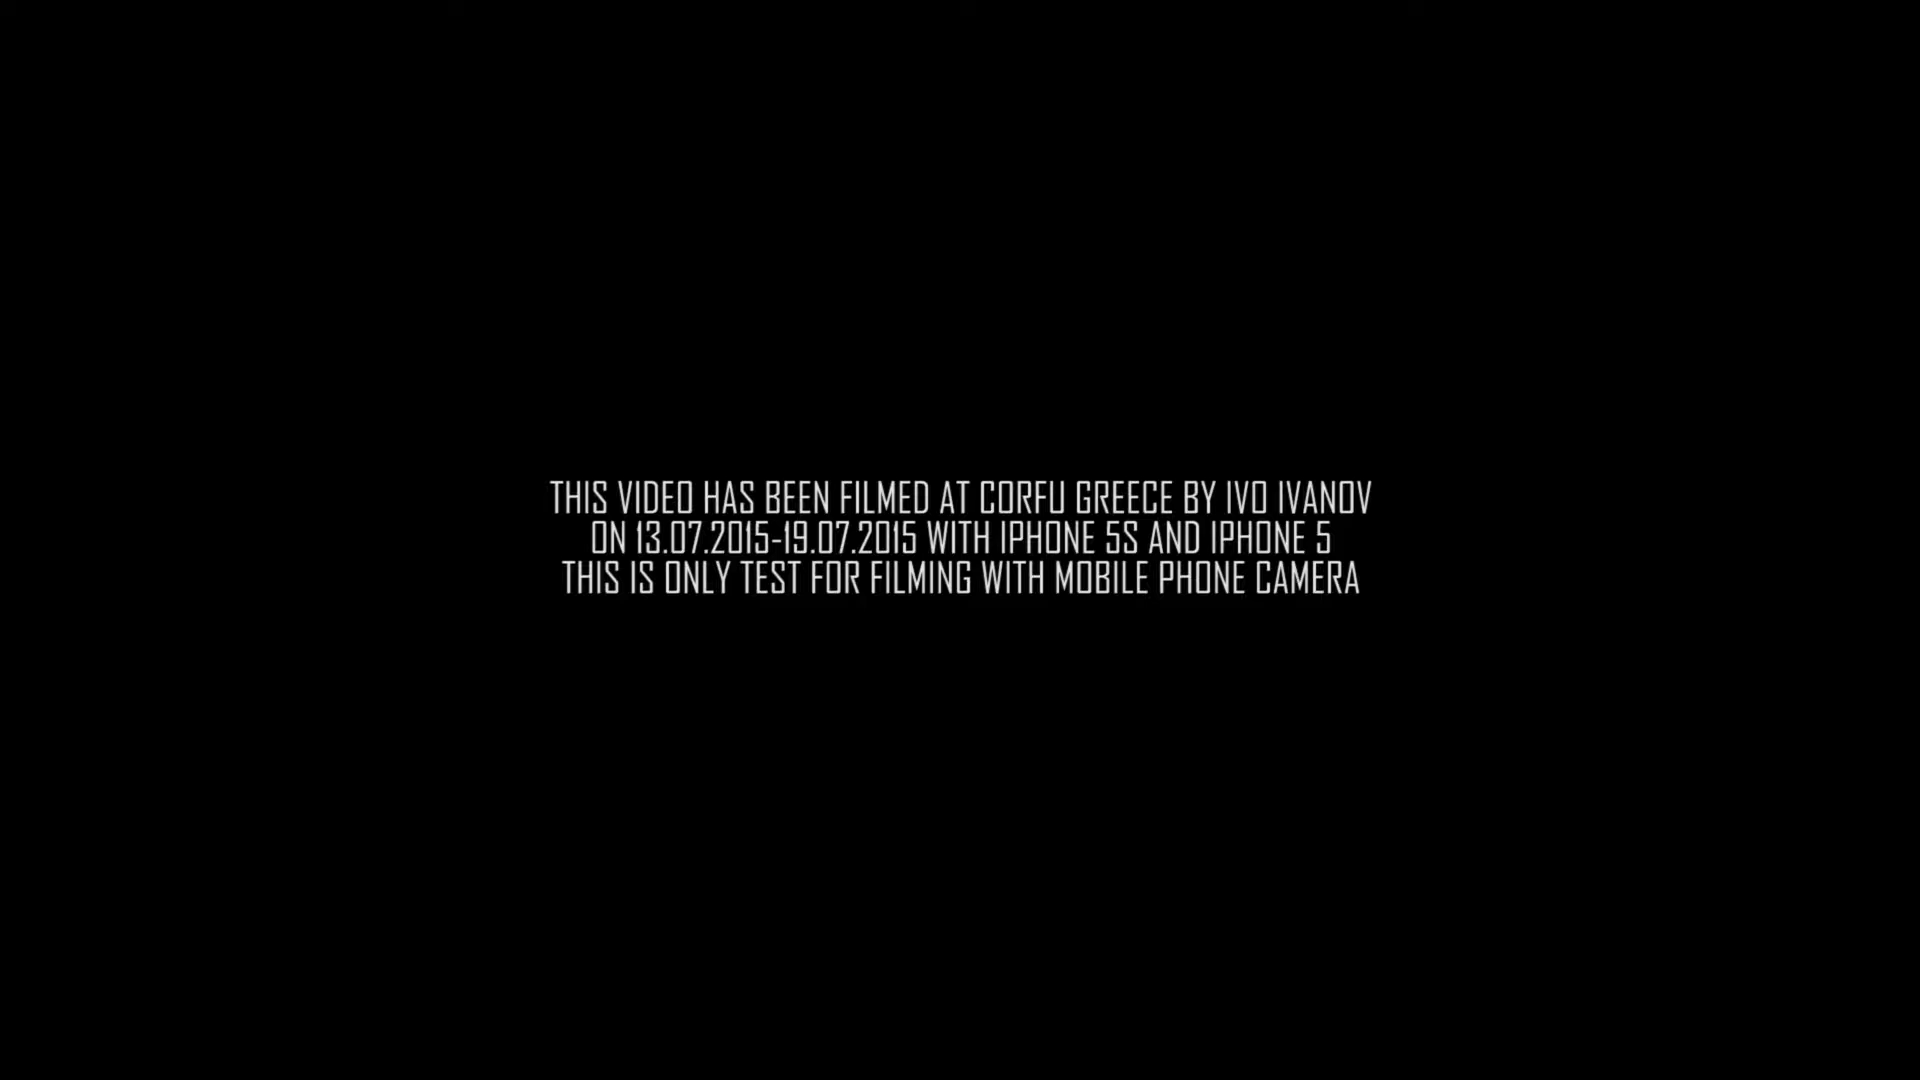 THIS VIDEO HAS BEEN FILMED AT CORFU GREECE BY IVO IVANOV
ON 13.07.2015-19.07.2015 WITH IPHONE 5S AND IPHONE 5
THIS IS ONLY TEST FOR FILMING WITH MOBILE PHONE CAMERA